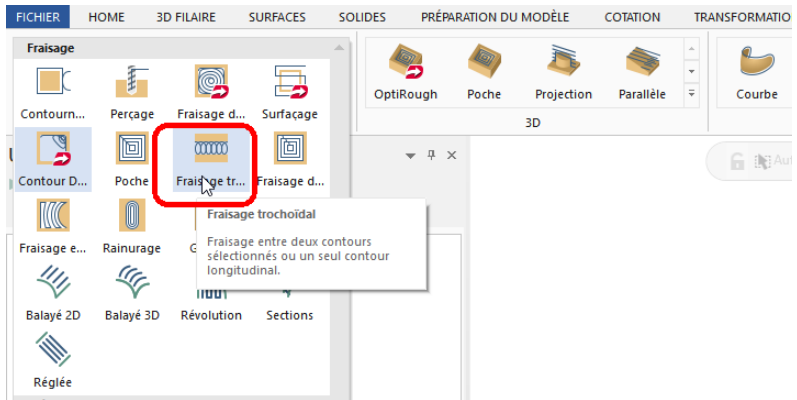 FICHIER HOME 3D FILAIRE SURFACES SOLIDES PRÉPARATION DU MODÈLE COTATION TRANSFORMATIO
Fraisage
Contourn... Perçage Fraisage d... Surfaçage
OptiRough Poche Projection Parallèle Courbe
3D
Contour D... Poche Fraisage tr... Fraisage d...
Aut
Fraisage trochoïdal
Fraisage entre deux contours
sélectionnés ou un seul contour
longitudinal.
Fraisage e... Rainurage G
Balayé 2D Balayé 3D Révolution Sections
Réglée